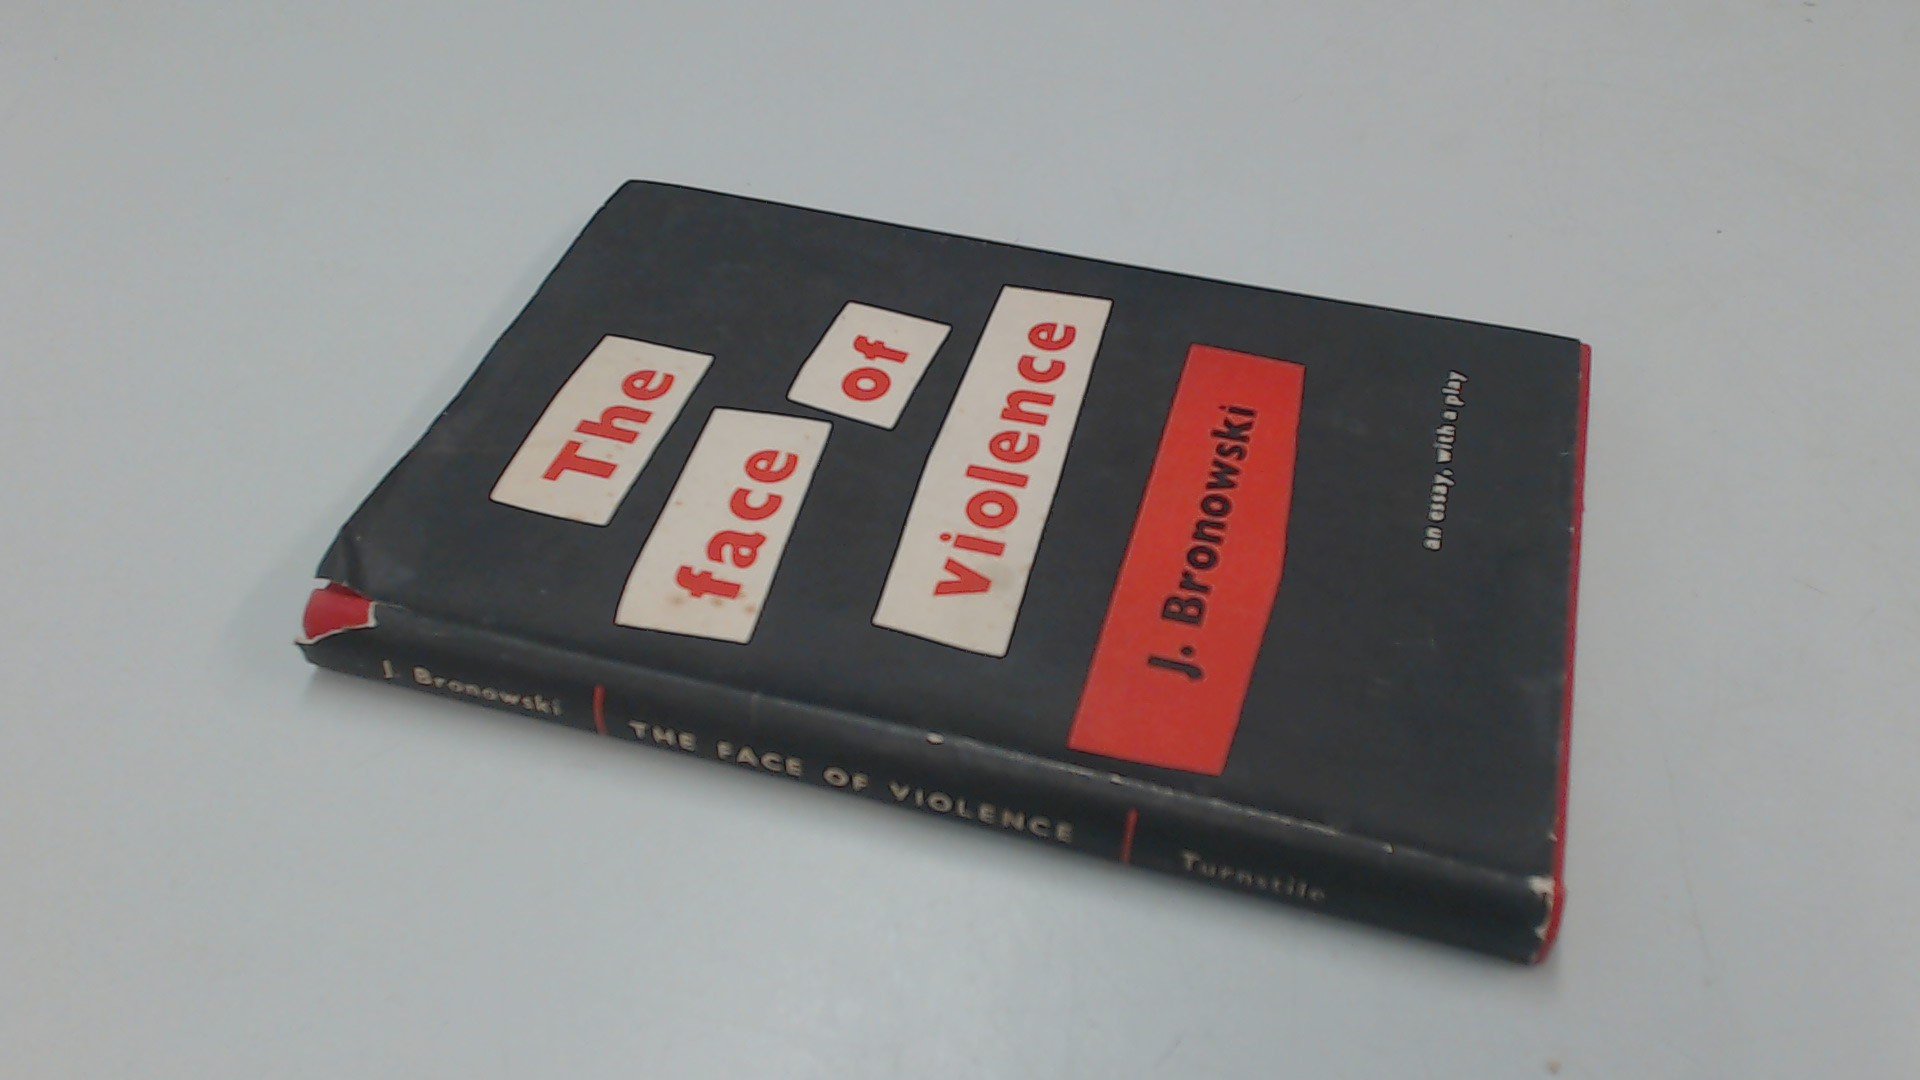 The
face of
violence
J. Bronowski
an essay, with a play
J. Bronowski THE FACE OF VIOLENCE Turnstile